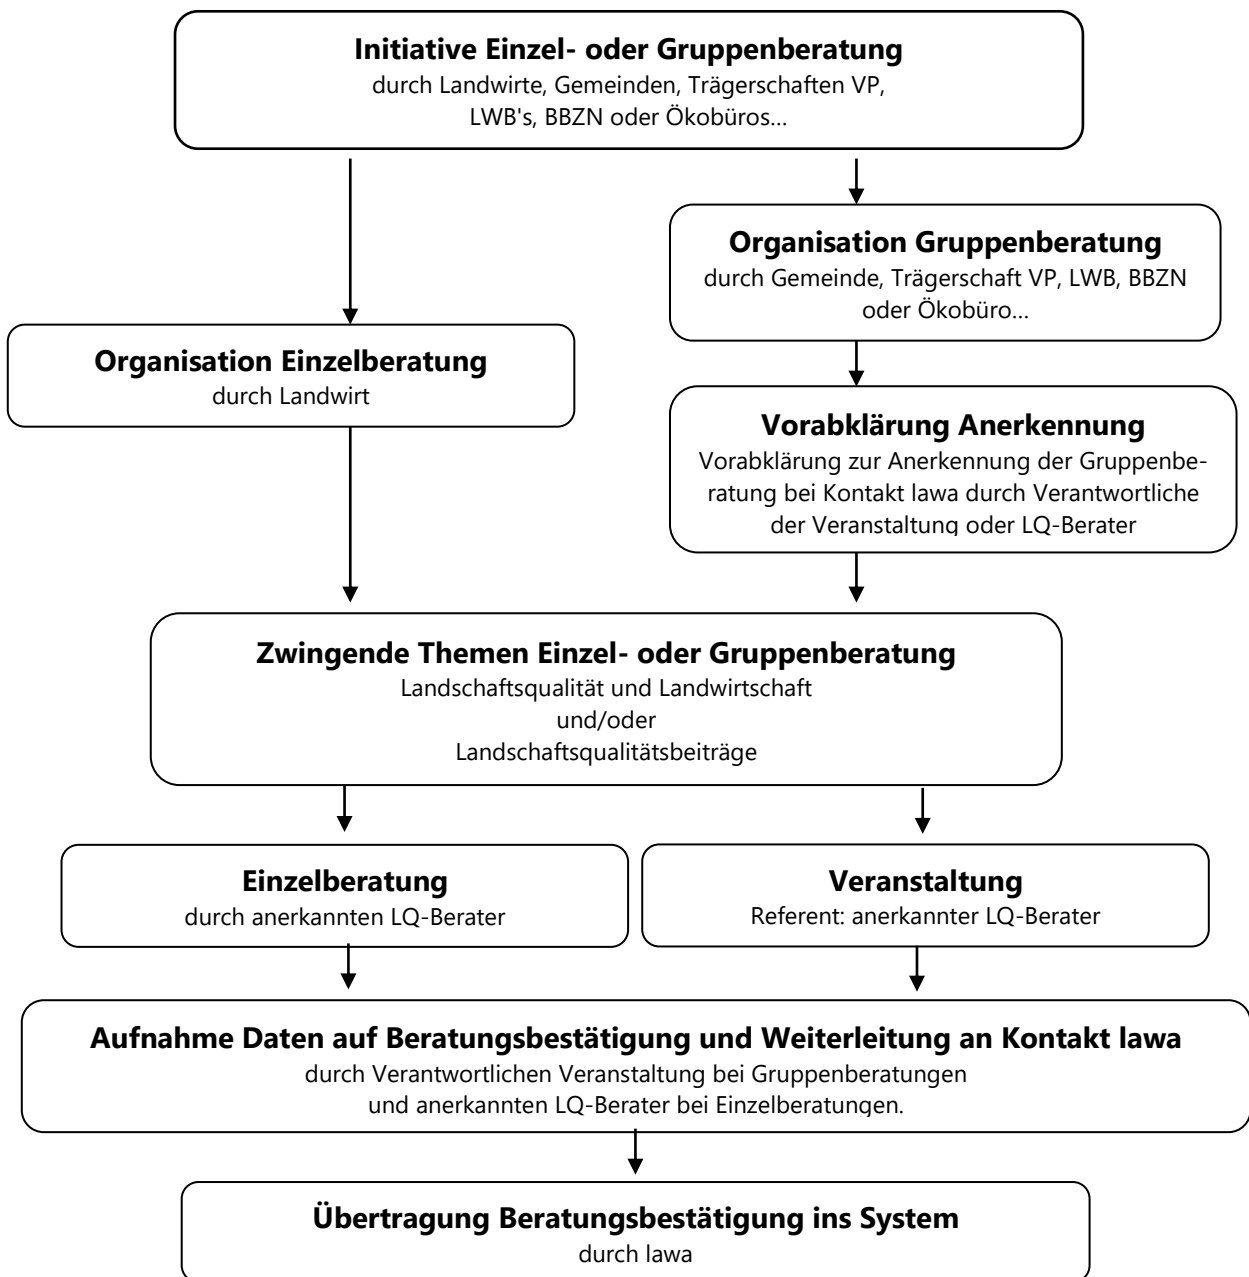 Initiative Einzel- oder Gruppenberatung
durch Landwirte, Gemeinden, Trägerschaften VP,
LWB's, BBZN oder Ökobüros...
Organisation Gruppenberatung
durch Gemeinde, Trägerschaft VP, LWB, BBZN
oder Ökobüro...
Organisation Einzelberatung
durch Landwirt
Vorabklärung Anerkennung
Vorabklärung zur Anerkennung der Gruppenbe-
ratung bei Kontakt lawa durch Verantwortliche
der Veranstaltung oder LQ-Berater
Zwingende Themen Einzel- oder Gruppenberatung
Landschaftsqualität und Landwirtschaft
und/oder
Landschaftsqualitätsbeiträge
Einzelberatung
durch anerkannten LQ-Berater
Veranstaltung
Referent: anerkannter LQ-Berater
Aufnahme Daten auf Beratungsbestätigung und Weiterleitung an Kontakt lawa
durch Verantwortlichen Veranstaltung bei Gruppenberatungen
und anerkannten LQ-Berater bei Einzelberatungen.
Übertragung Beratungsbestätigung ins System
durch lawa